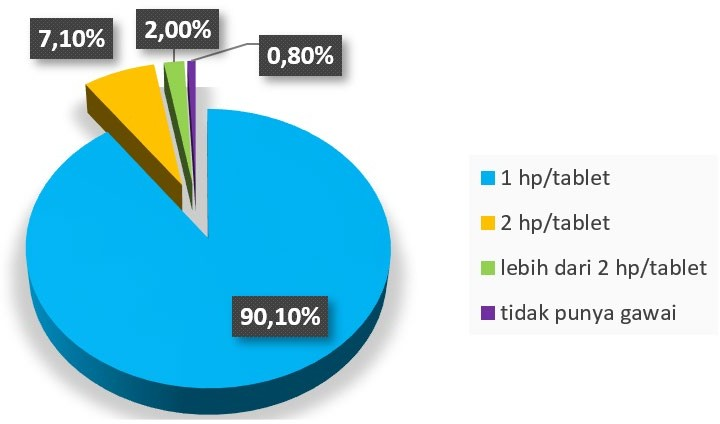 7,10%
2,00%
0,80%
90,10%
1 hp/tablet
2 hp/tablet
lebih dari 2 hp/tablet
tidak punya gawai